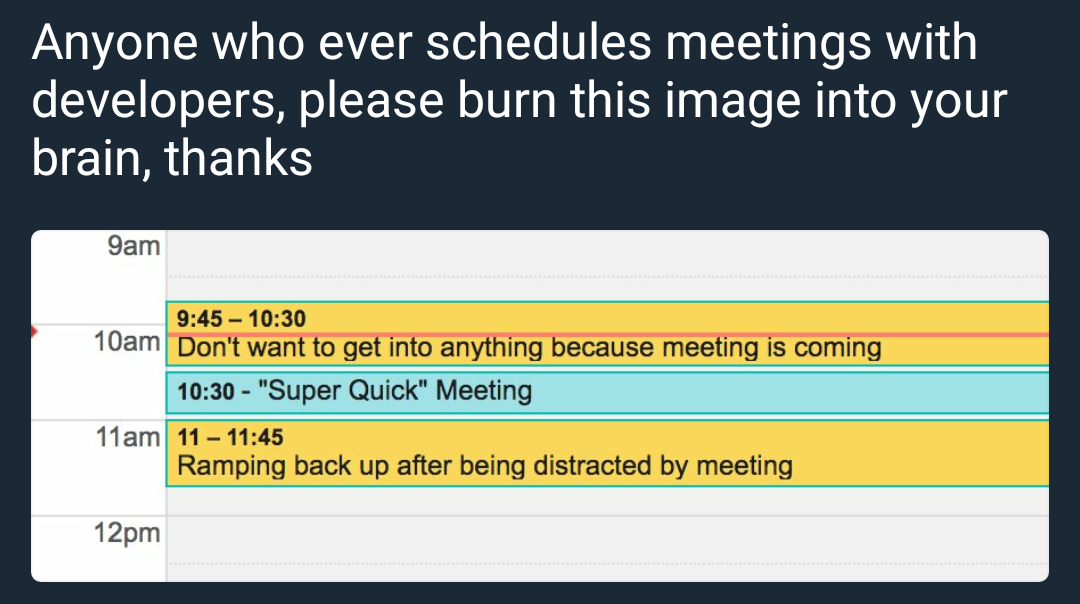 Anyone who ever schedules meetings with
developers, please burn this image into your
brain, thanks
9am
9:45 – 10:30
10am
Don't want to get into anything because meeting is coming
10:30 - "Super Quick" Meeting
11am
11 – 11:45
Ramping back up after being distracted by meeting
12pm